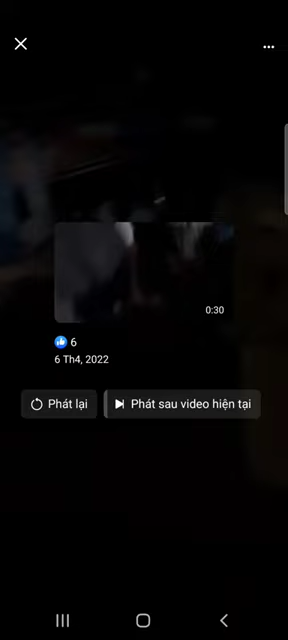 0:30
6
6 Th4, 2022
Phát lại
Phát sau video hiện tại